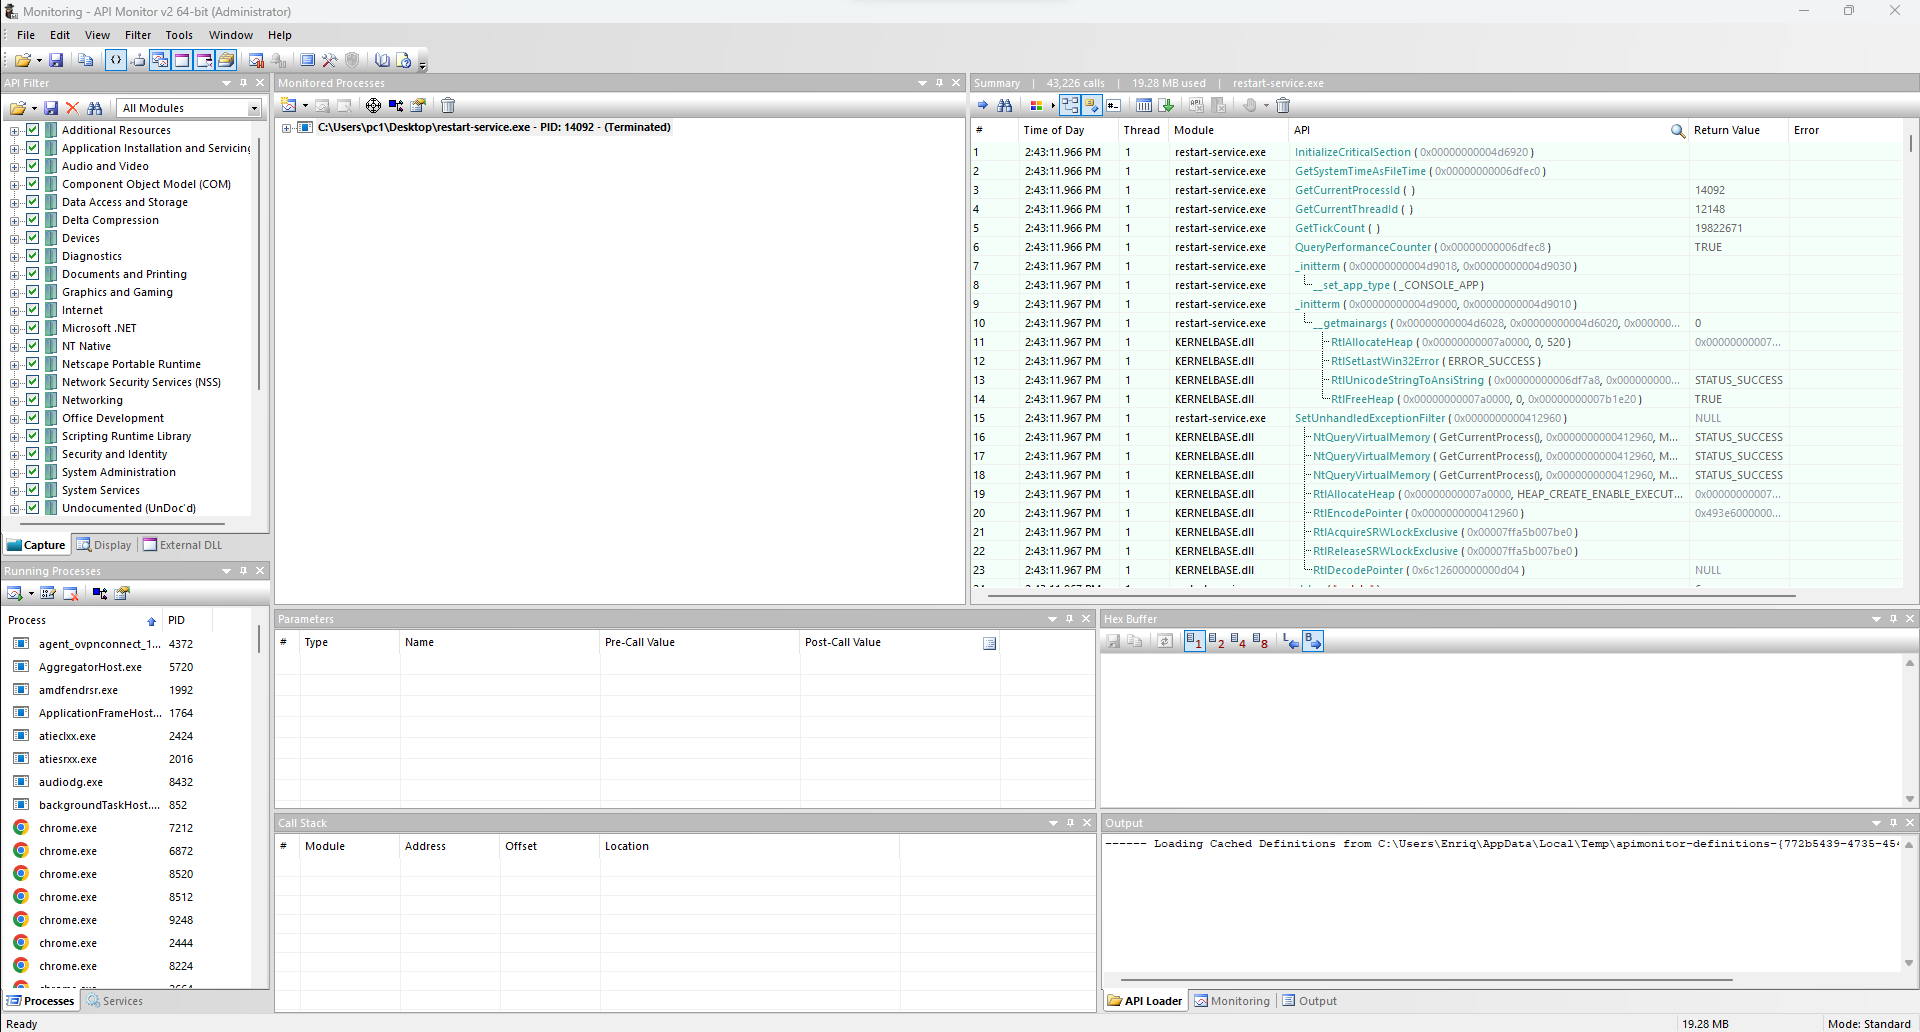 Monitoring - API Monitor v2 64-bit (Administrator)
File Edit View Filter Tools Window Help
API Filter
All Modules
Additional Resources
Application Installation and Servicing
Audio and Video
Component Object Model (COM)
Data Access and Storage
Delta Compression
Devices
Diagnostics
Documents and Printing
Graphics and Gaming
Internet
Microsoft .NET
NT Native
Netscape Portable Runtime
Network Security Services (NSS)
Networking
Office Development
Scripting Runtime Library
Security and Identity
System Administration
System Services
Undocumented (UnDoc'd)
Capture Display External DLL
Running Processes
Process PID
agent_ovpnconnect_1... 4372
AggregatorHost.exe 5720
amdfendrsr.exe 1992
ApplicationFrameHost... 1764
atieclxx.exe 2424
atiesrxx.exe 2016
audiodg.exe 8432
backgroundTaskHost.... 852
chrome.exe 7212
chrome.exe 6872
chrome.exe 8520
chrome.exe 8512
chrome.exe 9248
chrome.exe 2444
chrome.exe 8224
Processes Services
Monitored Processes
C:\Users\pc1\Desktop\restart-service.exe - PID: 14092 - (Terminated)
Summary | 43,226 calls | 19.28 MB used | restart-service.exe
# Time of Day Thread Module API Return Value Error
1 2:43:11.966 PM 1 restart-service.exe InitializeCriticalSection ( 0x00000000004d6920 )
2 2:43:11.966 PM 1 restart-service.exe GetSystemTimeAsFileTime ( 0x00000000006dfec0 )
3 2:43:11.966 PM 1 restart-service.exe GetCurrentProcessId ( ) 14092
4 2:43:11.966 PM 1 restart-service.exe GetCurrentThreadId ( ) 12148
5 2:43:11.966 PM 1 restart-service.exe GetTickCount ( ) 19822671
6 2:43:11.966 PM 1 restart-service.exe QueryPerformanceCounter ( 0x00000000006dfec8 ) TRUE
7 2:43:11.967 PM 1 restart-service.exe _initterm ( 0x00000000004d9018, 0x00000000004d9030 )
8 2:43:11.967 PM 1 restart-service.exe __set_app_type ( _CONSOLE_APP )
9 2:43:11.967 PM 1 restart-service.exe _initterm ( 0x00000000004d9000, 0x00000000004d9010 )
10 2:43:11.967 PM 1 restart-service.exe __getmainargs ( 0x00000000004d6028, 0x00000000004d6020, 0x000000... 0
11 2:43:11.967 PM 1 KERNELBASE.dll RtlAllocateHeap ( 0x00000000007a0000, 0, 520 ) 0x00000000007...
12 2:43:11.967 PM 1 KERNELBASE.dll RtlSetLastWin32Error ( ERROR_SUCCESS )
13 2:43:11.967 PM 1 KERNELBASE.dll RtlUnicodeStringToAnsiString ( 0x00000000006df7a8, 0x000000000... STATUS_SUCCESS
14 2:43:11.967 PM 1 KERNELBASE.dll RtlFreeHeap ( 0x00000000007a0000, 0, 0x00000000007b1e20 ) TRUE
15 2:43:11.967 PM 1 restart-service.exe SetUnhandledExceptionFilter ( 0x0000000000412960 ) NULL
16 2:43:11.967 PM 1 KERNELBASE.dll NtQueryVirtualMemory ( GetCurrentProcess(), 0x0000000000412960, M... STATUS_SUCCESS
17 2:43:11.967 PM 1 KERNELBASE.dll NtQueryVirtualMemory ( GetCurrentProcess(), 0x0000000000412960, M... STATUS_SUCCESS
18 2:43:11.967 PM 1 KERNELBASE.dll NtQueryVirtualMemory ( GetCurrentProcess(), 0x0000000000412960, M... STATUS_SUCCESS
19 2:43:11.967 PM 1 KERNELBASE.dll RtlAllocateHeap ( 0x00000000007a0000, HEAP_CREATE_ENABLE_EXECUT... 0x00000000007...
20 2:43:11.967 PM 1 KERNELBASE.dll RtlEncodePointer ( 0x0000000000412960 ) 0x493e6000000...
21 2:43:11.967 PM 1 KERNELBASE.dll RtlAcquireSRWLockExclusive ( 0x00007ffa5b007be0 )
22 2:43:11.967 PM 1 KERNELBASE.dll RtlReleaseSRWLockExclusive ( 0x00007ffa5b007be0 )
23 2:43:11.967 PM 1 KERNELBASE.dll RtlDecodePointer ( 0x6c12600000000d04 ) NULL
Parameters
# Type Name Pre-Call Value Post-Call Value
Hex Buffer
1 2 4 8 L B
Call Stack
# Module Address Offset Location
Output
------ Loading Cached Definitions from C:\Users\Enriq\AppData\Local\Temp\apimonitor-definitions-{772b5439-4735-454
API Loader Monitoring Output
Ready 19.28 MB Mode: Standard